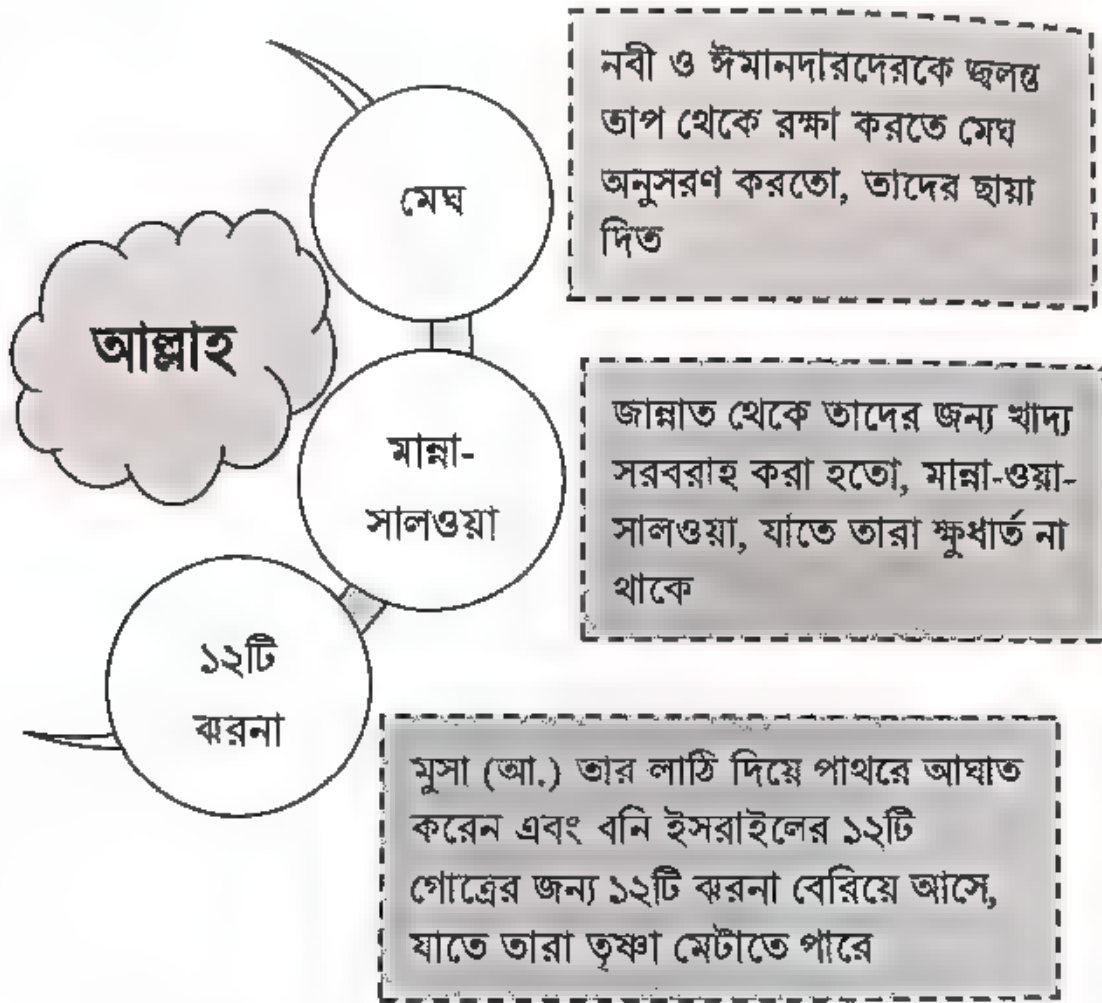 মেঘ
নবী ও ঈমানদারদেরকে জ্বলন্ত
তাপ থেকে রক্ষা করতে মেঘ
অনুসরণ করতো, তাদের ছায়া
দিত
আল্লাহ
মান্না-
সালওয়া
জান্নাত থেকে তাদের জন্য খাদ্য
সরবরাহ করা হতো, মান্না-ওয়া-
সালওয়া, যাতে তারা ক্ষুধার্ত না
থাকে
১২টি
ঝরনা
মুসা (আ.) তার লাঠি দিয়ে পাথরে আঘাত
করেন এবং বনি ইসরাইলের ১২টি
গোত্রের জন্য ১২টি ঝরনা বেরিয়ে আসে,
যাতে তারা তৃষ্ণা মেটাতে পারে